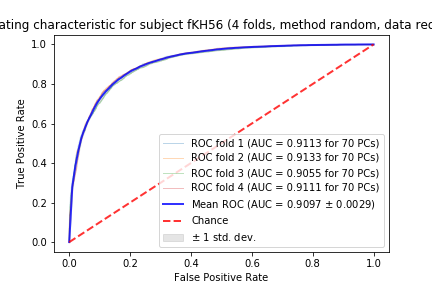 ating characteristic for subject fKH56 (4 folds, method random, data red
1.0
0.8
0.6
0.4
0.2
0.0
True Positive Rate
ROC fold 1 (AUC = 0.9113 for 70 PCs)
ROC fold 2 (AUC = 0.9133 for 70 PCs)
ROC fold 3 (AUC = 0.9055 for 70 PCs)
ROC fold 4 (AUC = 0.9111 for 70 PCs)
Mean ROC (AUC = 0.9097 ± 0.0029)
Chance
± 1 std. dev.
0.0 0.2 0.4 0.6 0.8 1.0
False Positive Rate